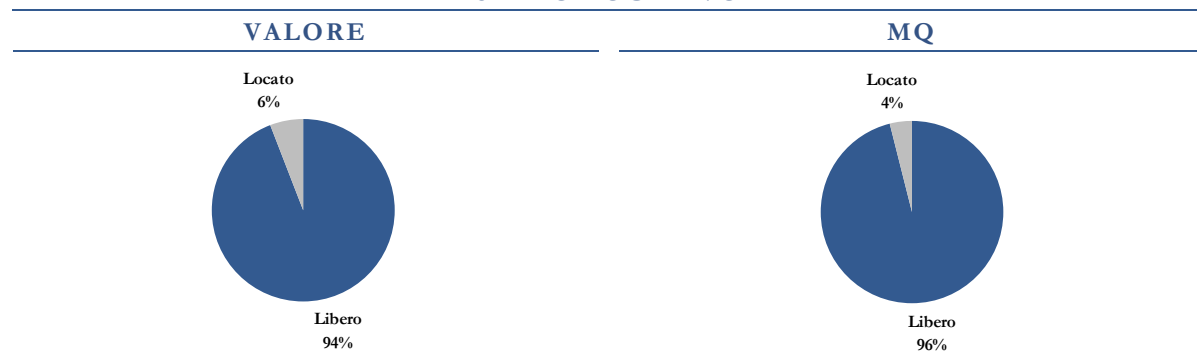 VALORE
MQ
Locato
6%
Libero
94%
Locato
4%
Libero
96%